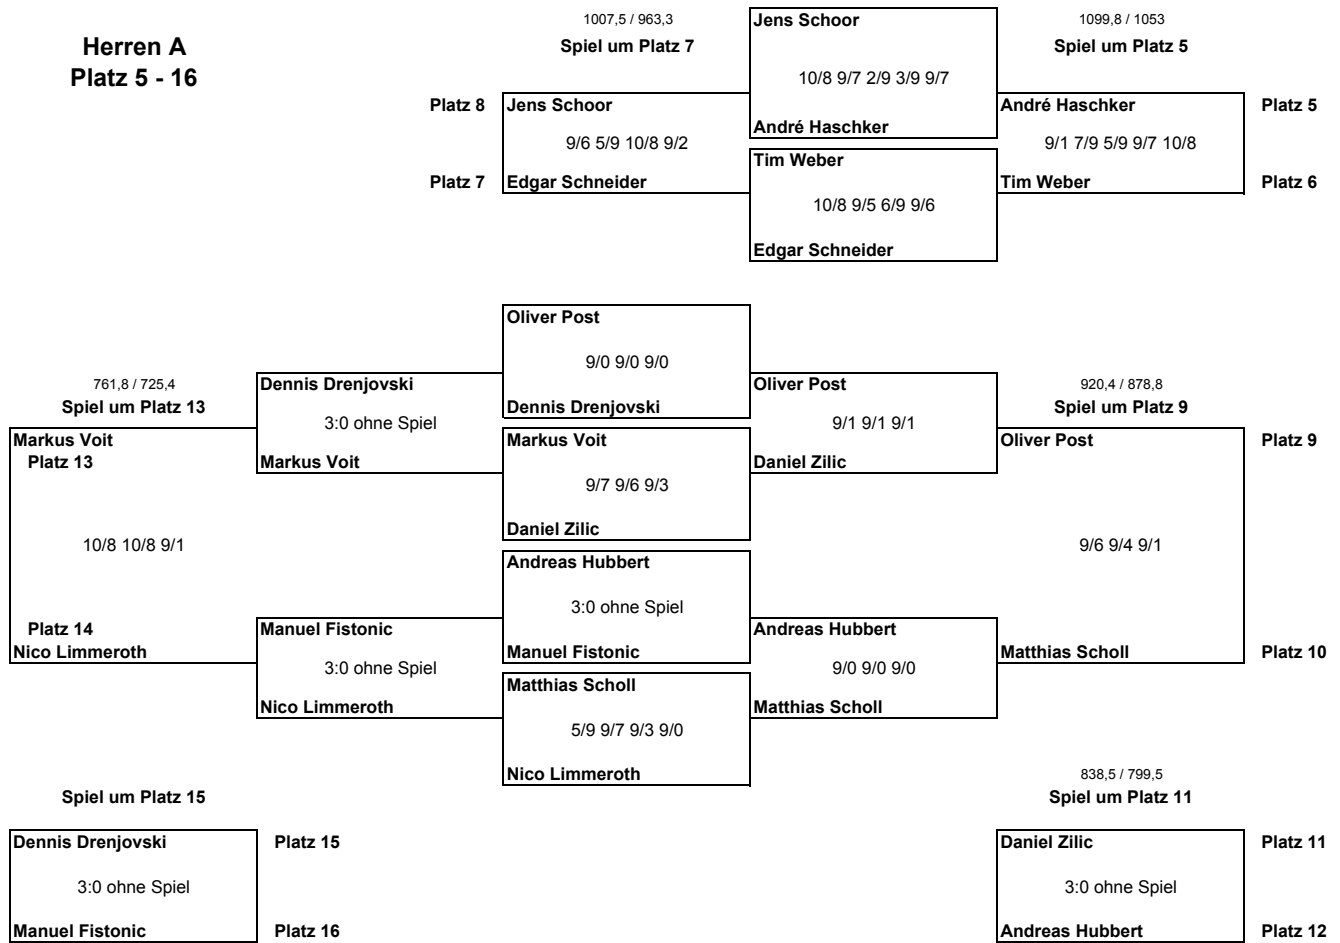 1007,5 / 963,3
Jens Schoor
1099,8 / 1053
Herren A
Spiel um Platz 7
Spiel um Platz 5
Platz 5 - 16
10/8 9/7 2/9 3/9 9/7
Platz 8
Jens Schoor
André Haschker
Platz 5
André Haschker
9/6 5/9 10/8 9/2
9/1 7/9 5/9 9/7 10/8
Tim Weber
Platz 7
Edgar Schneider
Tim Weber
Platz 6
10/8 9/5 6/9 9/6
Edgar Schneider
Oliver Post
9/0 9/0 9/0
761,8 / 725,4
Dennis Drenjovski
Oliver Post
920,4 / 878,8
Spiel um Platz 13
Dennis Drenjovski
Spiel um Platz 9
3:0 ohne Spiel
9/1 9/1 9/1
Markus Voit
Markus Voit
Oliver Post
Platz 9
Platz 13
Markus Voit
Daniel Zilic
9/7 9/6 9/3
Daniel Zilic
10/8 10/8 9/1
9/6 9/4 9/1
Andreas Hubbert
3:0 ohne Spiel
Platz 14
Manuel Fistonic
Andreas Hubbert
Nico Limmeroth
Manuel Fistonic
Matthias Scholl
Platz 10
3:0 ohne Spiel
9/0 9/0 9/0
Matthias Scholl
Nico Limmeroth
Matthias Scholl
5/9 9/7 9/3 9/0
Nico Limmeroth
838,5 / 799,5
Spiel um Platz 15
Spiel um Platz 11
Dennis Drenjovski
Platz 15
Daniel Zilic
Platz 11
3:0 ohne Spiel
3:0 ohne Spiel
Manuel Fistonic
Platz 16
Andreas Hubbert
Platz 12